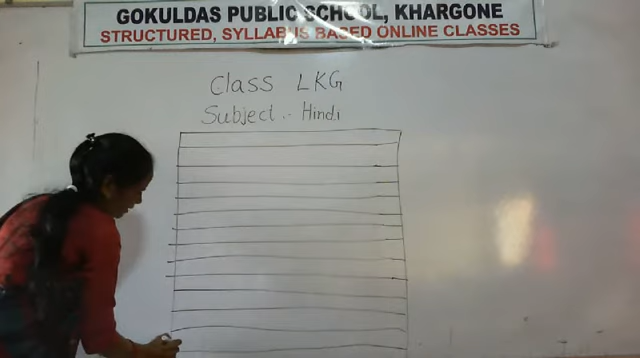 GOKULDAS PUBLIC SCHOOL, KHARGONE
STRUCTURED, SYLLABUS BASED ONLINE CLASSES
Class LKG
Subject :- Hindi